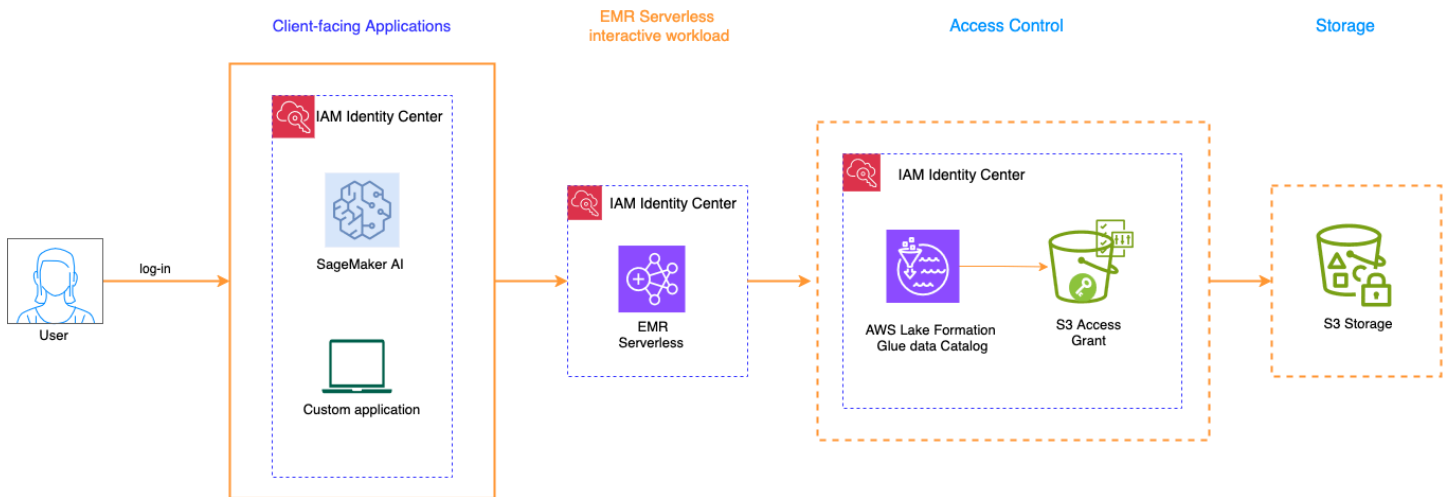 Client-facing Applications
EMR Serverless
interactive workload
Access Control
Storage
IAM Identity Center
SageMaker AI
Custom application
log-in
User
IAM Identity Center
EMR
Serverless
IAM Identity Center
AWS Lake Formation
Glue data Catalog
S3 Access
Grant
S3 Storage